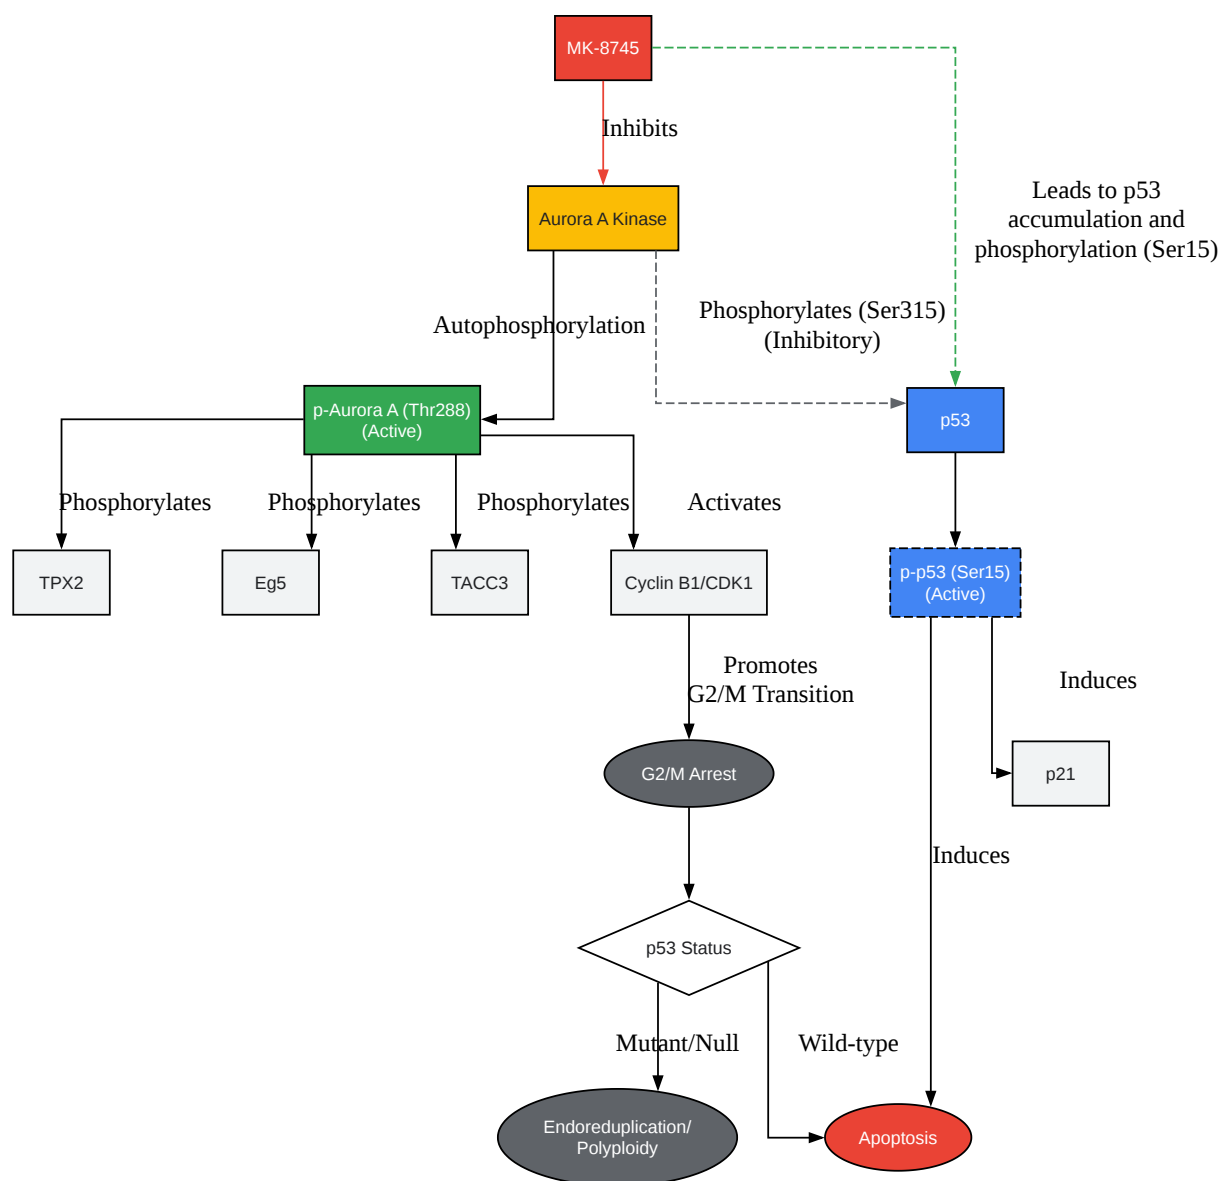 MK-8745
Inhibits
Leads to p53
accumulation and
phosphorylation (Ser15)
Aurora A Kinase
Autophosphorylation
Phosphorylates (Ser315)
(Inhibitory)
p-Aurora A (Thr288)
(Active)
p53
Phosphorylates
Phosphorylates
Phosphorylates
Activates
TPX2
Eg5
TACC3
Cyclin B1/CDK1
p-p53 (Ser15)
(Active)
Promotes
G2/M Transition
Induces
G2/M Arrest
p21
Induces
p53 Status
Mutant/Null
Wild-type
Endoreduplication/
Polyploidy
Apoptosis